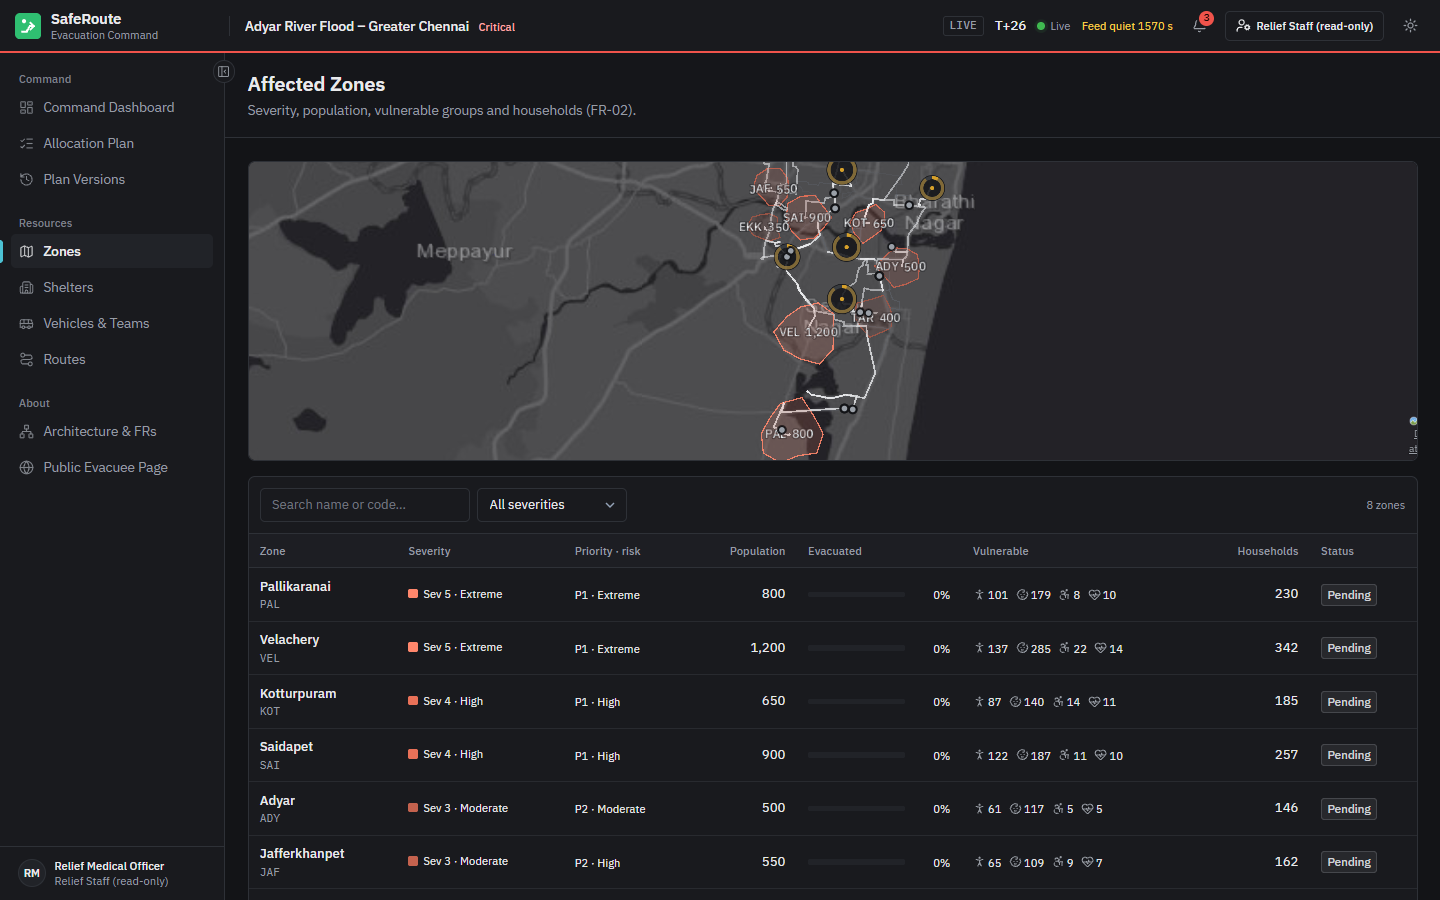 SafeRoute
Evacuation Command
Adyar River Flood – Greater Chennai Critical
LIVE T+26 Live Feed quiet 1570 s 3 Relief Staff (read-only)
Command
Command Dashboard
Allocation Plan
Plan Versions
Resources
Zones
Shelters
Vehicles & Teams
Routes
About
Architecture & FRs
Public Evacuee Page
RM Relief Medical Officer
Relief Staff (read-only)
Affected Zones
Severity, population, vulnerable groups and households (FR-02).
JAF 550
SAI 900
EKK 350
KOT 650
Bharathi
Nagar
Meppayur
ADY 500
TAR 400
Nagar
VEL 1,200
PAL 800
Search name or code...
All severities
8 zones
Zone Severity Priority · risk Population Evacuated Vulnerable Households Status
Pallikaranai
PAL
Sev 5 · Extreme P1 · Extreme 800 0% 101 179 8 10 230 Pending
Velachery
VEL
Sev 5 · Extreme P1 · Extreme 1,200 0% 137 285 22 14 342 Pending
Kotturpuram
KOT
Sev 4 · High P1 · High 650 0% 87 140 14 11 185 Pending
Saidapet
SAI
Sev 4 · High P1 · High 900 0% 122 187 11 10 257 Pending
Adyar
ADY
Sev 3 · Moderate P2 · Moderate 500 0% 61 117 5 5 146 Pending
Jafferkhanpet
JAF
Sev 3 · Moderate P2 · High 550 0% 65 109 9 7 162 Pending